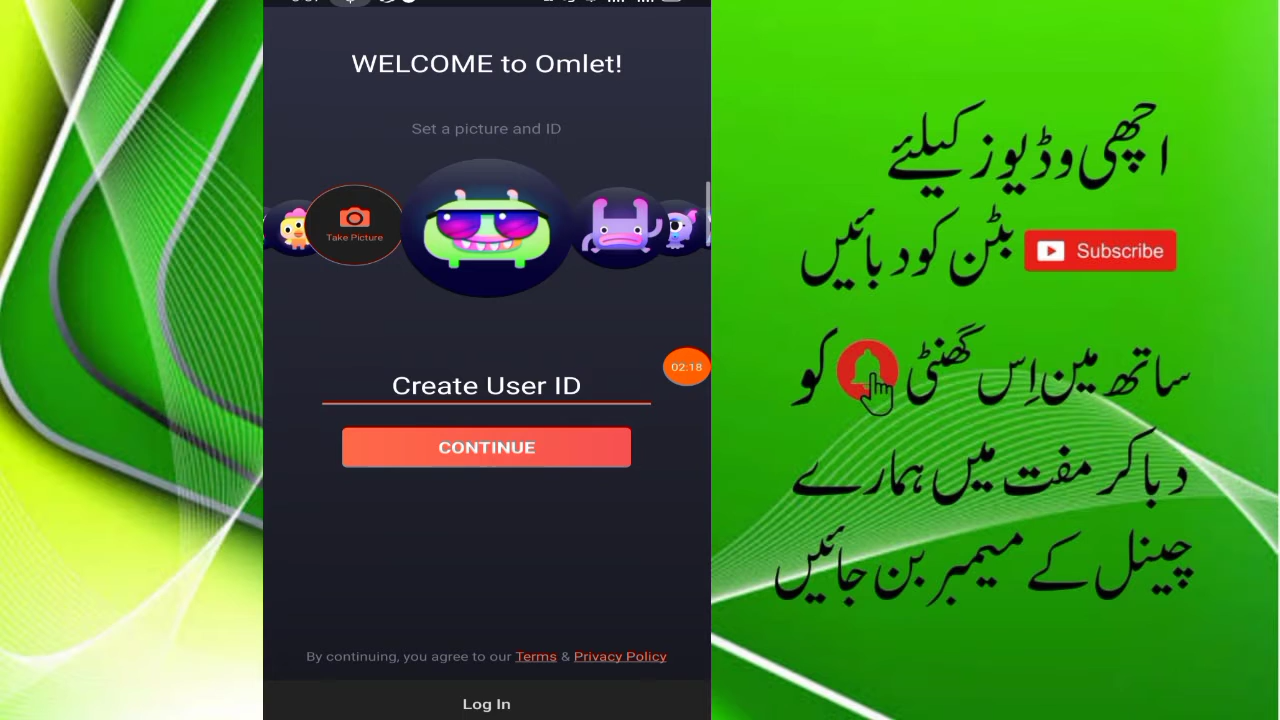 WELCOME to Omlet!
Set a picture and ID
Take Picture
Create User ID
02.18
CONTINUE
By continuing, you agree to our Terms & Privacy Policy
Log In
اچھی وڈیوز کیلئے
Subscribe بٹن کو دبائیں
ساتھ میں اِس گھنٹی کو
دبا کر مفت میں ہمارے
چینل کے میمبر بن جائیں